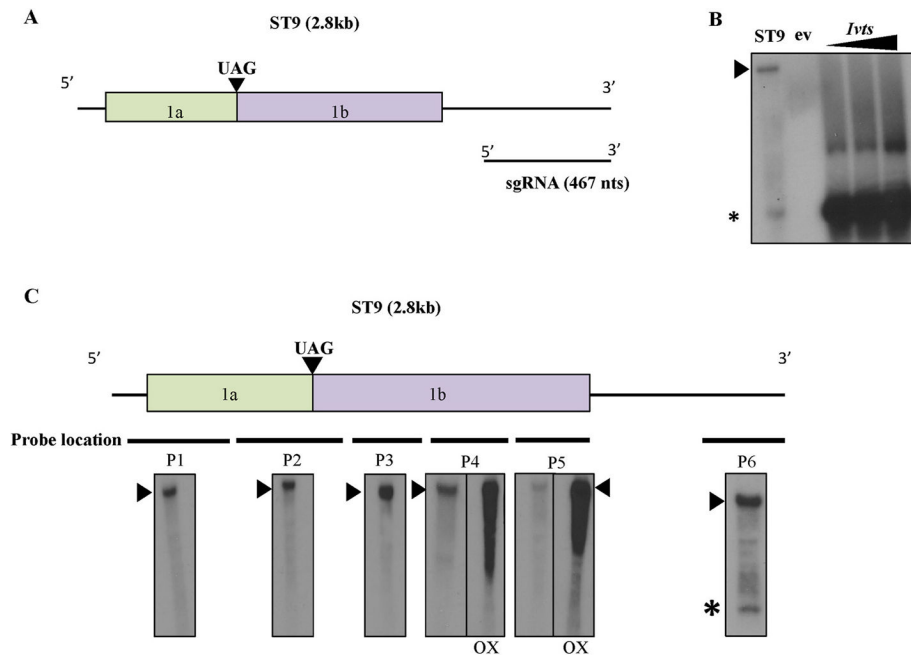 A
ST9 (2.8kb)
5’
UAG
3’
1a
1b
5’
3’
sgRNA (467 nts)
B
ST9 ev Ivts
*
C
ST9 (2.8kb)
5’
UAG
3’
1a
1b
Probe location
P1
P2
P3
P4
P5
P6
*
OX
OX